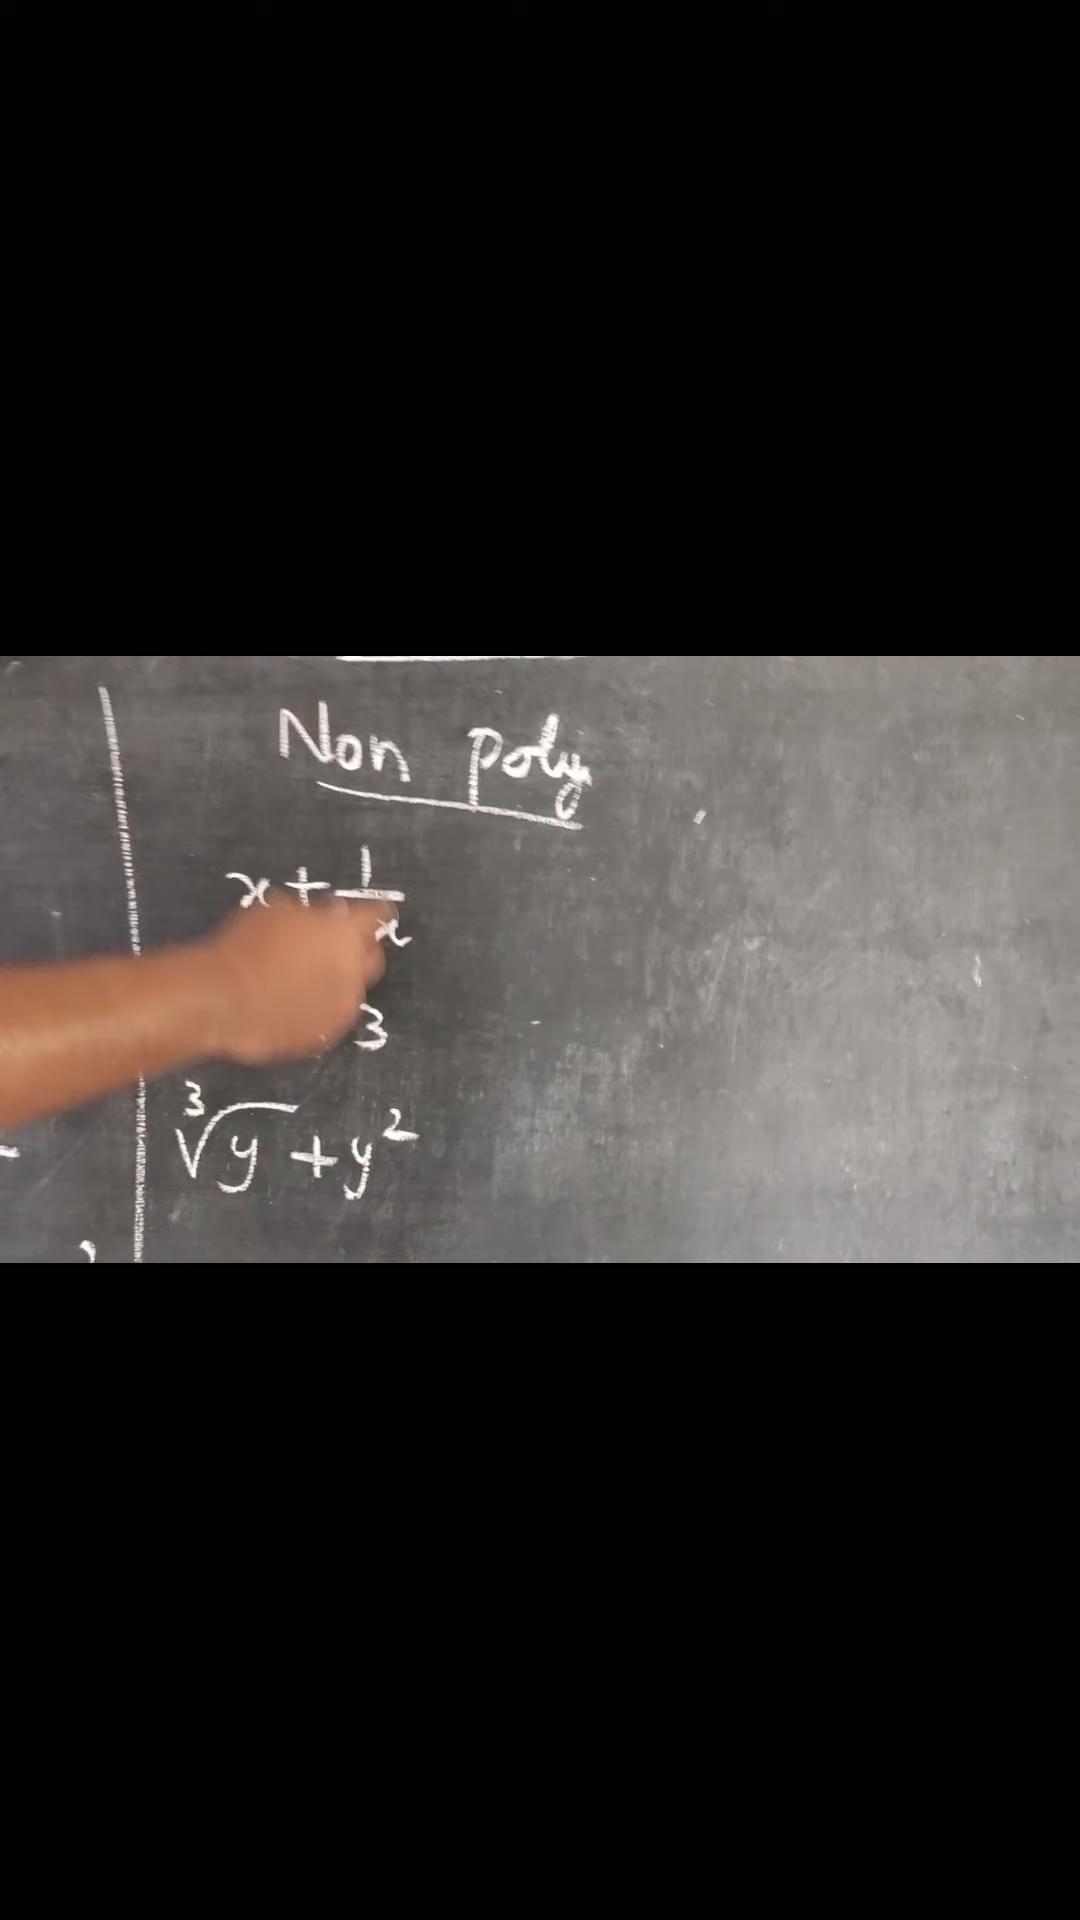 Non poly
x + 1/x
3
∛y + y²